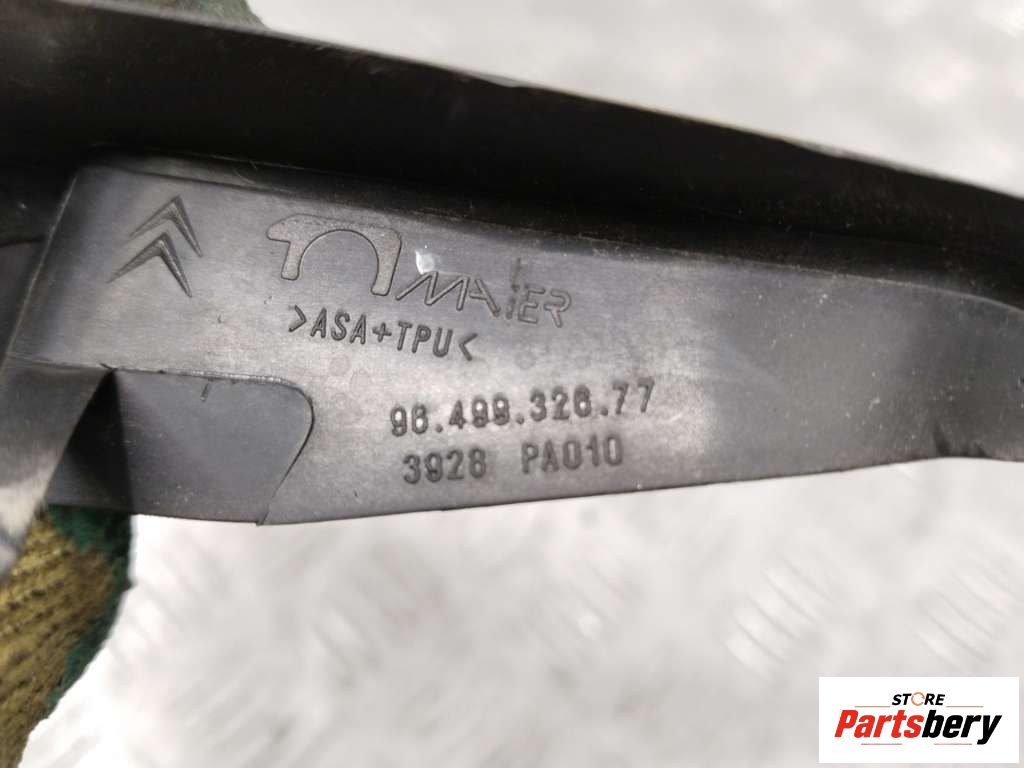 MAIER
>ASA+TPU<
96.499.326.77
3928 PA010
STORE
Partsbery